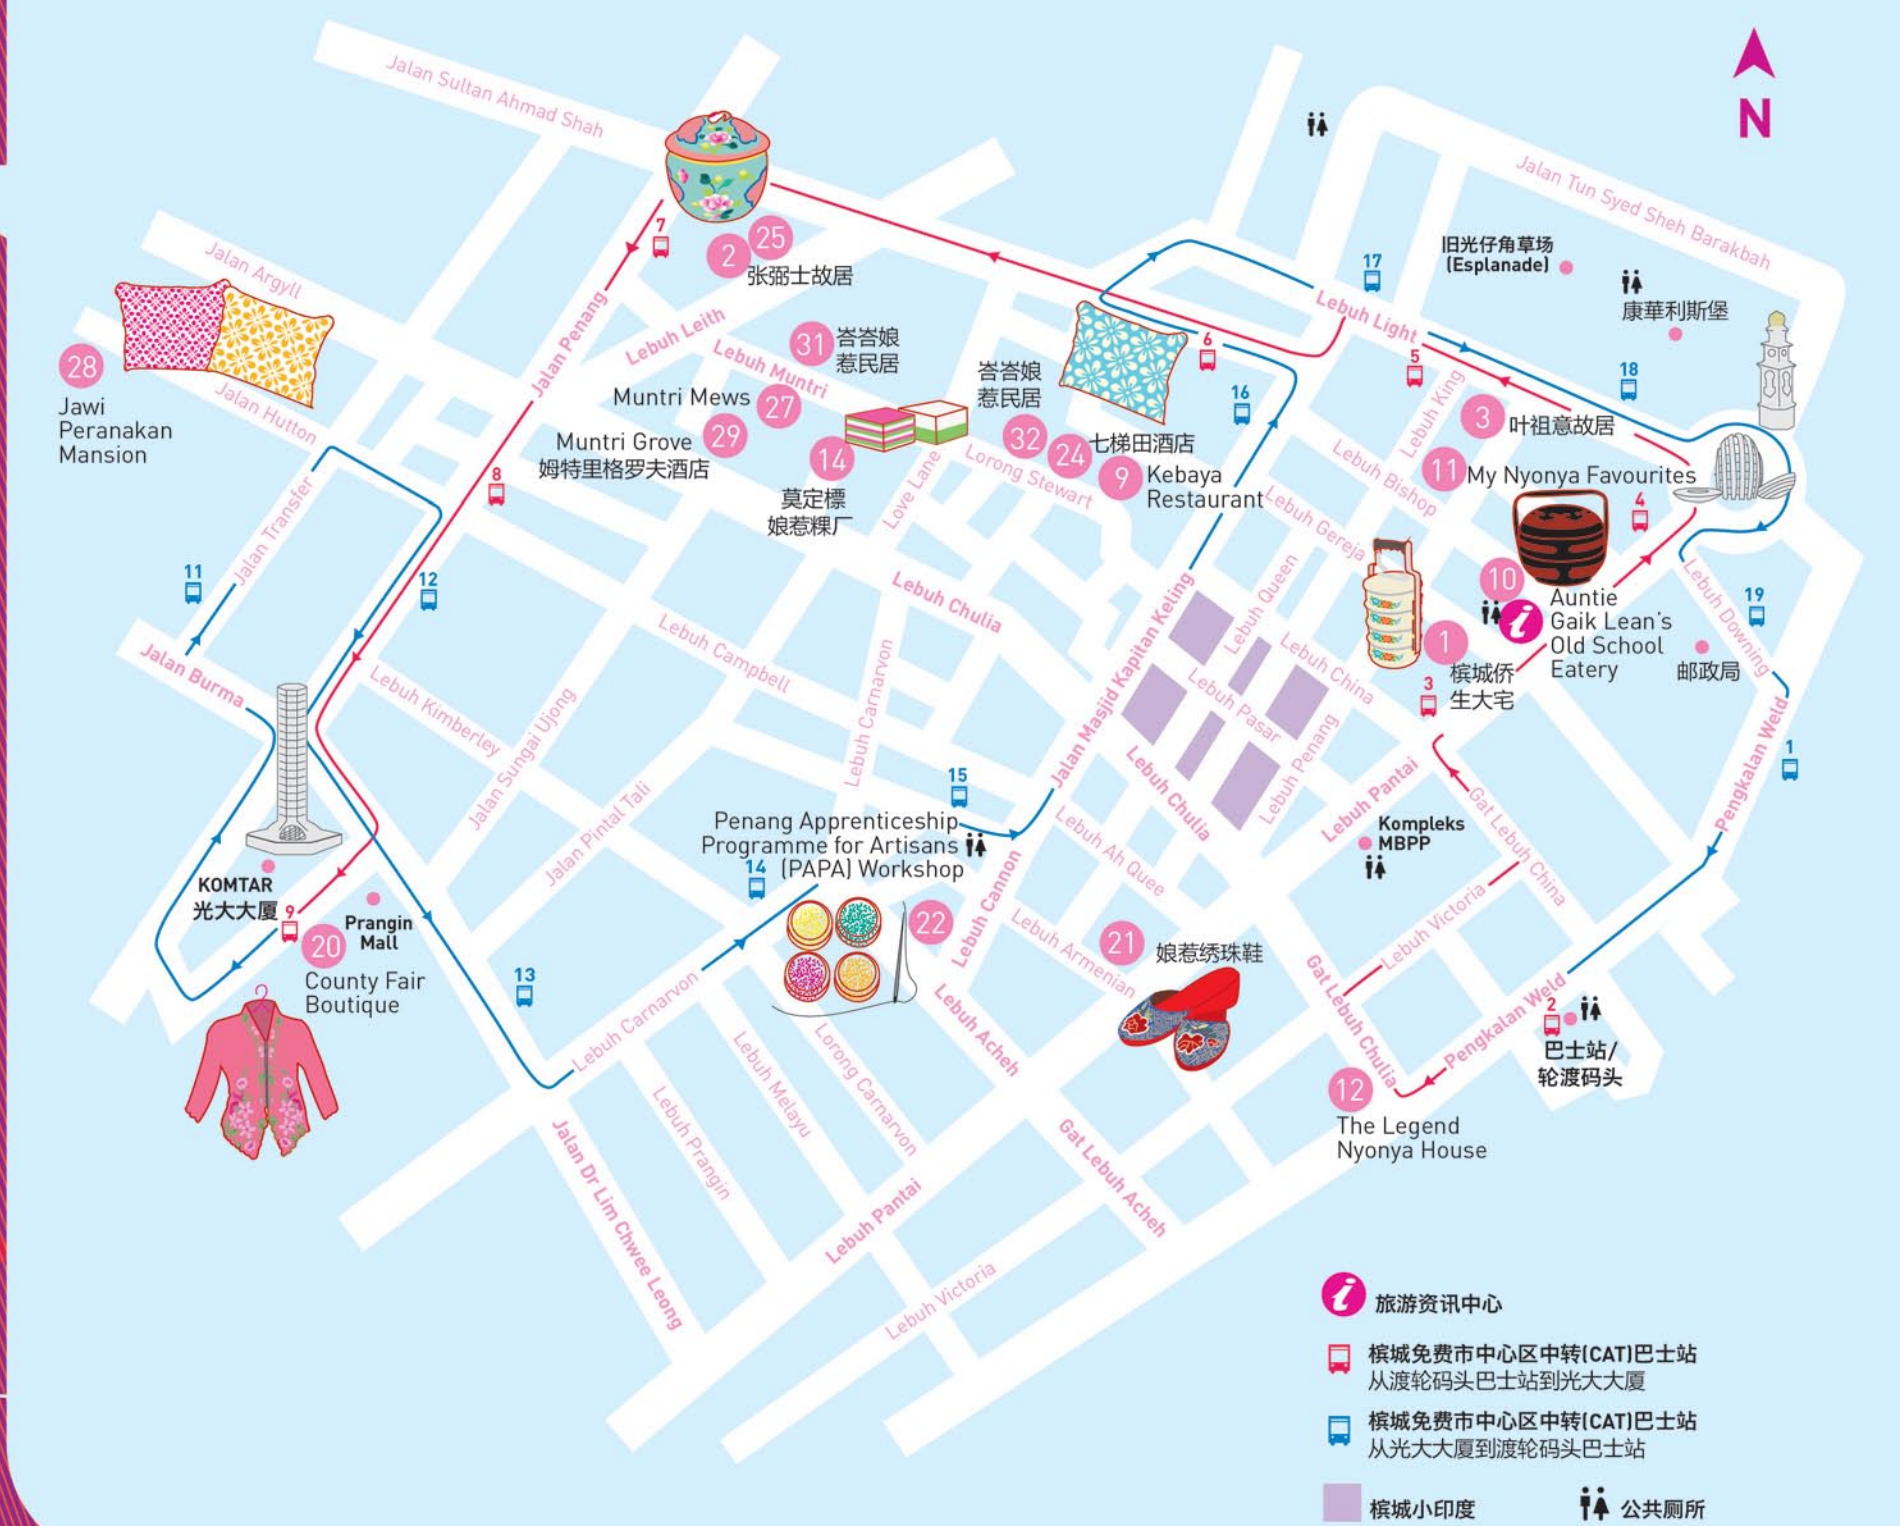 N
Jalan Sultan Ahmad Shah
Jalan Tun Syed Sheh Barakbah
7
2
25
张弼士故居
Jalan Argyll
旧光仔角草场
(Esplanade)
17
康華利斯堡
Lebuh Light
Lebuh Leith
Jalan Penang
31
峇峇娘
惹民居
Lebuh Muntri
6
5
18
16
28
Jawi
Peranakan
Mansion
Jalan Hutton
Muntri Mews
27
Muntri Grove
姆特里格罗夫酒店
29
14
莫定標
娘惹粿厂
峇峇娘
惹民居
32
24
七梯田酒店
9
Kebaya
Restaurant
Lebuh King
3
叶祖意故居
11
My Nyonya Favourites
4
Lebuh Bishop
Lorong Stewart
Love Lane
Lebuh Gereja
8
Jalan Transfer
11
12
Lebuh Chulia
Lebuh Queen
10
Auntie
Gaik Lean's
Old School
Eatery
Lebuh Downing
19
邮政局
1
槟城侨
生大宅
3
Lebuh China
Lebuh Campbell
Jalan Masjid Kapitan Keling
Lebuh Pasar
Jalan Burma
Lebuh Kimberley
Jalan Sungai Ujong
Lebuh Carnarvon
Lebuh Penang
Lebuh Chulia
Lebuh Pantai
Pengkalan Weld
1
15
Jalan Pintal Tali
Penang Apprenticeship
Programme for Artisans
(PAPA) Workshop
14
Lebuh Ah Quee
Kompleks
MBPP
Gat Lebuh China
KOMTAR
光大大厦
9
Prangin
Mall
20
County Fair
Boutique
22
Lebuh Cannon
Lebuh Armenian
21
娘惹绣珠鞋
Lebuh Victoria
13
Lebuh Carnarvon
Lebuh Acheh
Gat Lebuh Chulia
Pengkalan Weld
2
巴士站/
轮渡码头
12
The Legend
Nyonya House
Lebuh Melayu
Lorong Carnarvon
Lebuh Prangin
Jalan Dr Lim Chwee Leong
Lebuh Pantai
Gat Lebuh Acheh
Lebuh Victoria
i
旅游资讯中心
槟城免费市中心区中转(CAT)巴士站
从渡轮码头巴士站到光大大厦
槟城免费市中心区中转(CAT)巴士站
从光大大厦到渡轮码头巴士站
槟城小印度
公共厕所